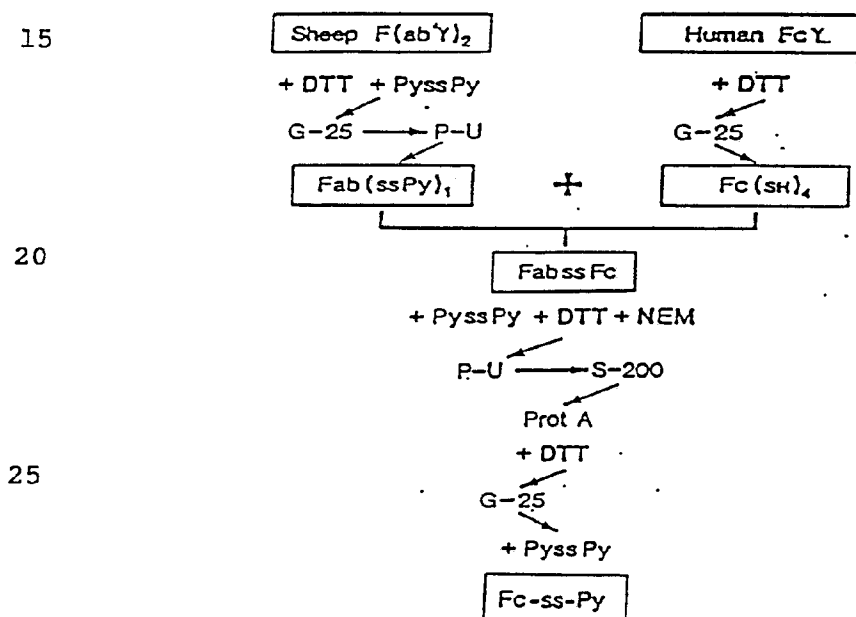 15 Sheep F(ab'γ)₂ Human Fcγ
+ DTT + PyssPy + DTT
G-25 P-U G-25
Fab(ssPy)₁ + Fc(SH)₄
20
FabssFc
+ PyssPy + DTT + NEM
P-U S-200
Prot A
+ DTT
25
G-25
+ PyssPy
Fc-ss-Py